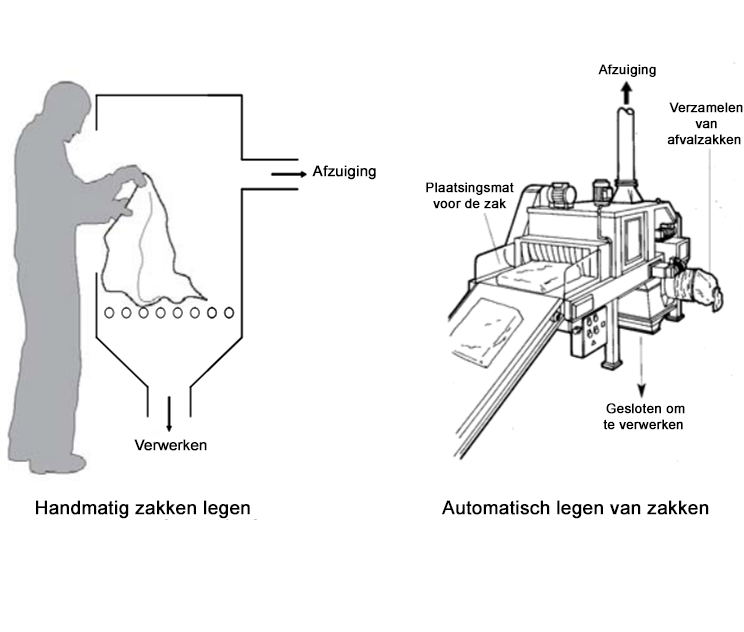 Afzuiging
Verwerken
Handmatig zakken legen
Afzuiging
Verzamelen
van
afvalzakken
Plaatsingsmat
voor de zak
Gesloten om
te verwerken
Automatisch legen van zakken